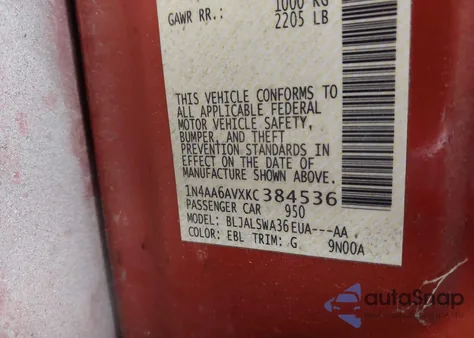 1000 KG
GAWR RR.: 2205 LB
THIS VEHICLE CONFORMS TO
ALL APPLICABLE FEDERAL
MOTOR VEHICLE SAFETY,
BUMPER, AND THEFT
PREVENTION STANDARDS IN
EFFECT ON THE DATE OF
MANUFACTURE SHOWN ABOVE.
1N4AA6AVXKC384536
PASSENGER CAR 950
MODEL: BLJALSWA36EUA---AA
COLOR: EBL TRIM: G 9N00A
autoSnap